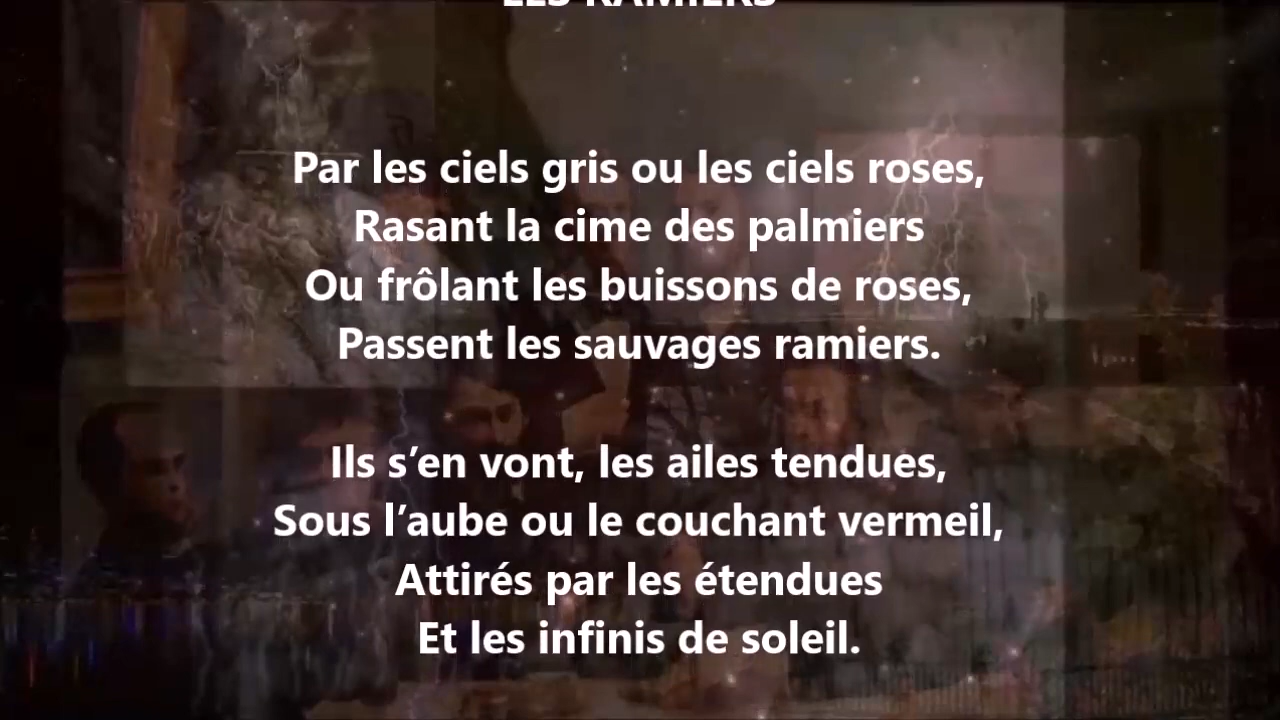 LES RAMIERS
Par les ciels gris ou les ciels roses,
Rasant la cime des palmiers
Ou frôlant les buissons de roses,
Passent les sauvages ramiers.
Ils s’en vont, les ailes tendues,
Sous l’aube ou le couchant vermeil,
Attirés par les étendues
Et les infinis de soleil.